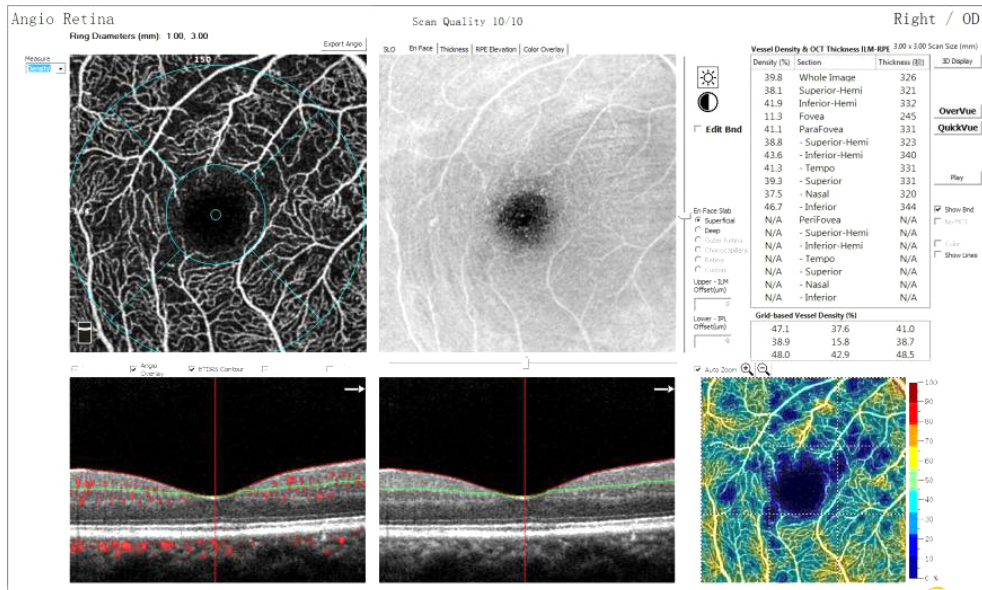 Angio Retina
Scan Quality 10/10
Right / OD
Ring Diameters (mm): 1.00, 3.00
Export Angio
Measure
Density
150
SLO En Face Thickness RPE Elevation Color Overlay
Edit Bnd
En Face Slab
Superficial
Deep
Outer Retina
Choriocapillaris
Retina
Custom
Upper - ILM
Offset(um)
0
Lower - IPL
Offset(um)
Vessel Density & OCT Thickness ILM-RPE 3.00 x 3.00 Scan Size (mm)
Density (%) Section Thickness (祄)
39.8 Whole Image 326
38.1 Superior-Hemi 321
41.9 Inferior-Hemi 332
11.3 Fovea 245
41.1 ParaFovea 331
38.8 - Superior-Hemi 323
43.6 - Inferior-Hemi 340
41.3 - Tempo 331
39.3 - Superior 331
37.5 - Nasal 320
46.7 - Inferior 344
N/A PeriFovea N/A
N/A - Superior-Hemi N/A
N/A - Inferior-Hemi N/A
N/A - Tempo N/A
N/A - Superior N/A
N/A - Nasal N/A
N/A - Inferior N/A
Grid-based Vessel Density (%)
47.1 37.6 41.0
38.9 15.8 38.7
48.0 42.9 48.5
3D Display
OverVue
QuickVue
Play
Show Bnd
Color
Show Lines
Angio
Overlay
ETDRS Contour
Auto Zoom
100
90
80
70
60
50
40
30
20
10
0 %